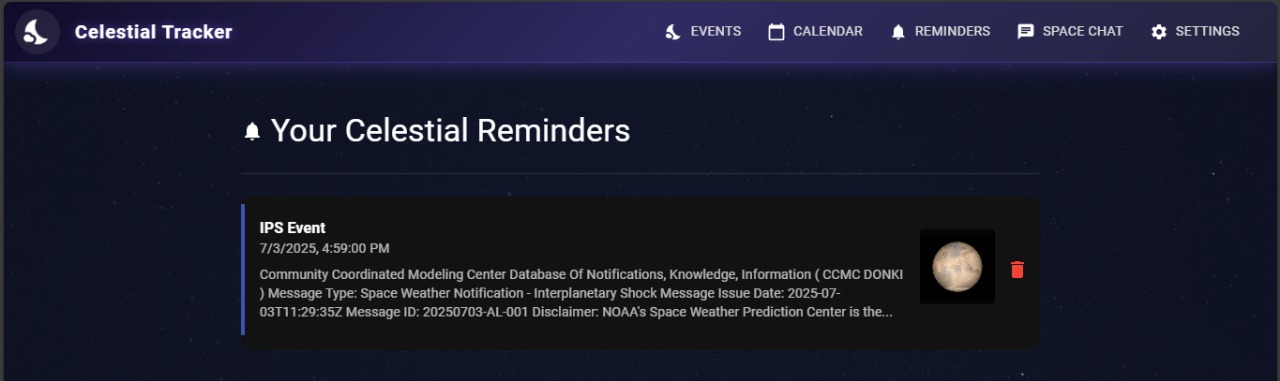 Celestial Tracker
EVENTS
CALENDAR
REMINDERS
SPACE CHAT
SETTINGS
Your Celestial Reminders
IPS Event
7/3/2025, 4:59:00 PM
Community Coordinated Modeling Center Database Of Notifications, Knowledge, Information ( CCMC DONKI
) Message Type: Space Weather Notification - Interplanetary Shock Message Issue Date: 2025-07-
03T11:29:35Z Message ID: 20250703-AL-001 Disclaimer: NOAA's Space Weather Prediction Center is the...